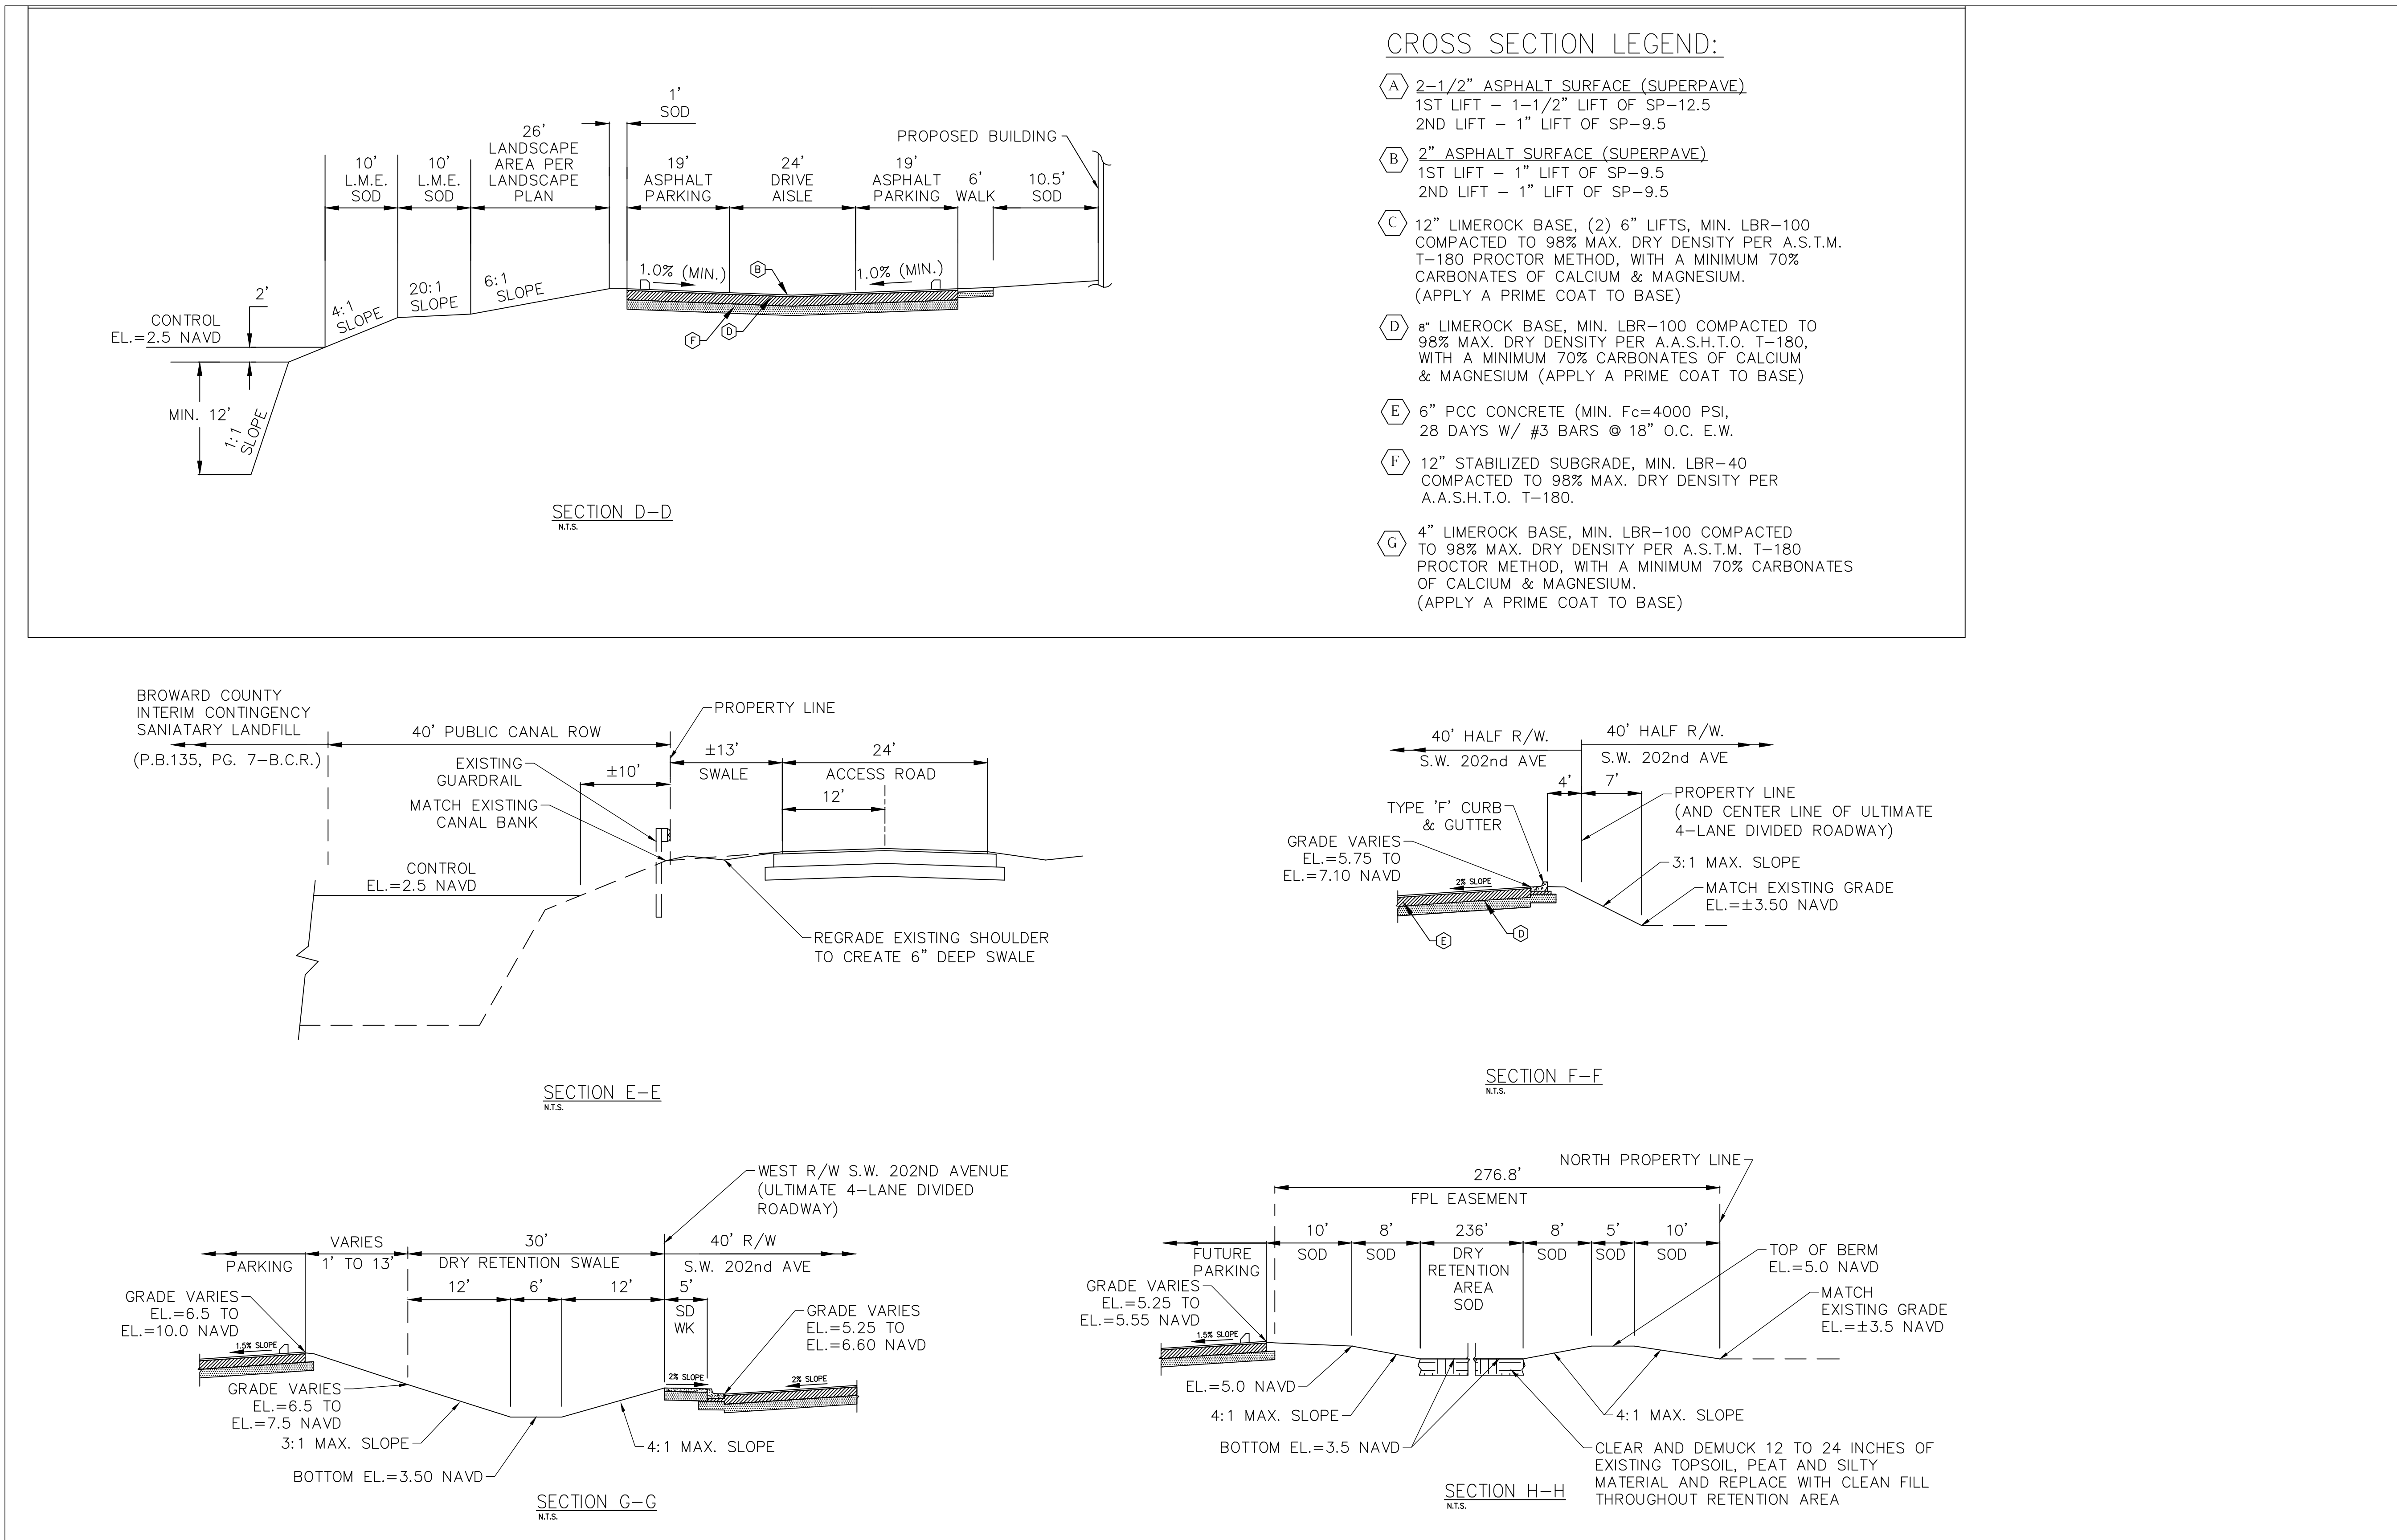 CROSS SECTION LEGEND:
A
2-1/2" ASPHALT SURFACE (SUPERPAVE)
1ST LIFT - 1-1/2" LIFT OF SP-12.5
2ND LIFT - 1" LIFT OF SP-9.5
B
2" ASPHALT SURFACE (SUPERPAVE)
1ST LIFT - 1" LIFT OF SP-9.5
2ND LIFT - 1" LIFT OF SP-9.5
C
12" LIMEROCK BASE, (2) 6" LIFTS, MIN. LBR-100
COMPACTED TO 98% MAX. DRY DENSITY PER A.S.T.M.
T-180 PROCTOR METHOD, WITH A MINIMUM 70%
CARBONATES OF CALCIUM & MAGNESIUM.
(APPLY A PRIME COAT TO BASE)
D
8" LIMEROCK BASE, MIN. LBR-100 COMPACTED TO
98% MAX. DRY DENSITY PER A.A.S.H.T.O. T-180,
WITH A MINIMUM 70% CARBONATES OF CALCIUM
& MAGNESIUM (APPLY A PRIME COAT TO BASE)
E
6" PCC CONCRETE (MIN. Fc=4000 PSI,
28 DAYS W/ #3 BARS @ 18" O.C. E.W.
F
12" STABILIZED SUBGRADE, MIN. LBR-40
COMPACTED TO 98% MAX. DRY DENSITY PER
A.A.S.H.T.O. T-180.
G
4" LIMEROCK BASE, MIN. LBR-100 COMPACTED
TO 98% MAX. DRY DENSITY PER A.S.T.M. T-180
PROCTOR METHOD, WITH A MINIMUM 70% CARBONATES
OF CALCIUM & MAGNESIUM.
(APPLY A PRIME COAT TO BASE)
1'
SOD
PROPOSED BUILDING
10'
L.M.E.
SOD
10'
L.M.E.
SOD
26'
LANDSCAPE
AREA PER
LANDSCAPE
PLAN
19'
ASPHALT
PARKING
24'
DRIVE
AISLE
19'
ASPHALT
PARKING
6'
WALK
10.5'
SOD
1.0% (MIN.)
B
1.0% (MIN.)
2'
4:1
SLOPE
20:1
SLOPE
6:1
SLOPE
CONTROL
EL.=2.5 NAVD
F
D
MIN. 12'
1:1
SLOPE
SECTION D-D
N.T.S.
BROWARD COUNTY
INTERIM CONTINGENCY
SANIATARY LANDFILL
(P.B.135, PG. 7-B.C.R.)
40' PUBLIC CANAL ROW
PROPERTY LINE
±13'
SWALE
24'
ACCESS ROAD
12'
EXISTING
GUARDRAIL
±10'
MATCH EXISTING
CANAL BANK
CONTROL
EL.=2.5 NAVD
REGRADE EXISTING SHOULDER
TO CREATE 6" DEEP SWALE
SECTION E-E
N.T.S.
40' HALF R/W.
S.W. 202nd AVE
40' HALF R/W.
S.W. 202nd AVE
4'
7'
TYPE 'F' CURB
& GUTTER
PROPERTY LINE
(AND CENTER LINE OF ULTIMATE
4-LANE DIVIDED ROADWAY)
GRADE VARIES
EL.=5.75 TO
EL.=7.10 NAVD
2% SLOPE
3:1 MAX. SLOPE
MATCH EXISTING GRADE
EL.=±3.50 NAVD
E
D
SECTION F-F
N.T.S.
WEST R/W S.W. 202ND AVENUE
(ULTIMATE 4-LANE DIVIDED
ROADWAY)
PARKING
VARIES
1' TO 13'
30'
DRY RETENTION SWALE
40' R/W
S.W. 202nd AVE
12'
6'
12'
5'
SD
WK
GRADE VARIES
EL.=6.5 TO
EL.=10.0 NAVD
1.5% SLOPE
GRADE VARIES
EL.=5.25 TO
EL.=6.60 NAVD
2% SLOPE
2% SLOPE
GRADE VARIES
EL.=6.5 TO
EL.=7.5 NAVD
3:1 MAX. SLOPE
4:1 MAX. SLOPE
BOTTOM EL.=3.50 NAVD
SECTION G-G
N.T.S.
NORTH PROPERTY LINE
276.8'
FPL EASEMENT
FUTURE
PARKING
10'
SOD
8'
SOD
236'
DRY
RETENTION
AREA
SOD
8'
SOD
5'
SOD
10'
SOD
TOP OF BERM
EL.=5.0 NAVD
GRADE VARIES
EL.=5.25 TO
EL.=5.55 NAVD
MATCH
EXISTING GRADE
EL.=±3.5 NAVD
1.5% SLOPE
EL.=5.0 NAVD
4:1 MAX. SLOPE
4:1 MAX. SLOPE
BOTTOM EL.=3.5 NAVD
CLEAR AND DEMUCK 12 TO 24 INCHES OF
EXISTING TOPSOIL, PEAT AND SILTY
MATERIAL AND REPLACE WITH CLEAN FILL
THROUGHOUT RETENTION AREA
SECTION H-H
N.T.S.